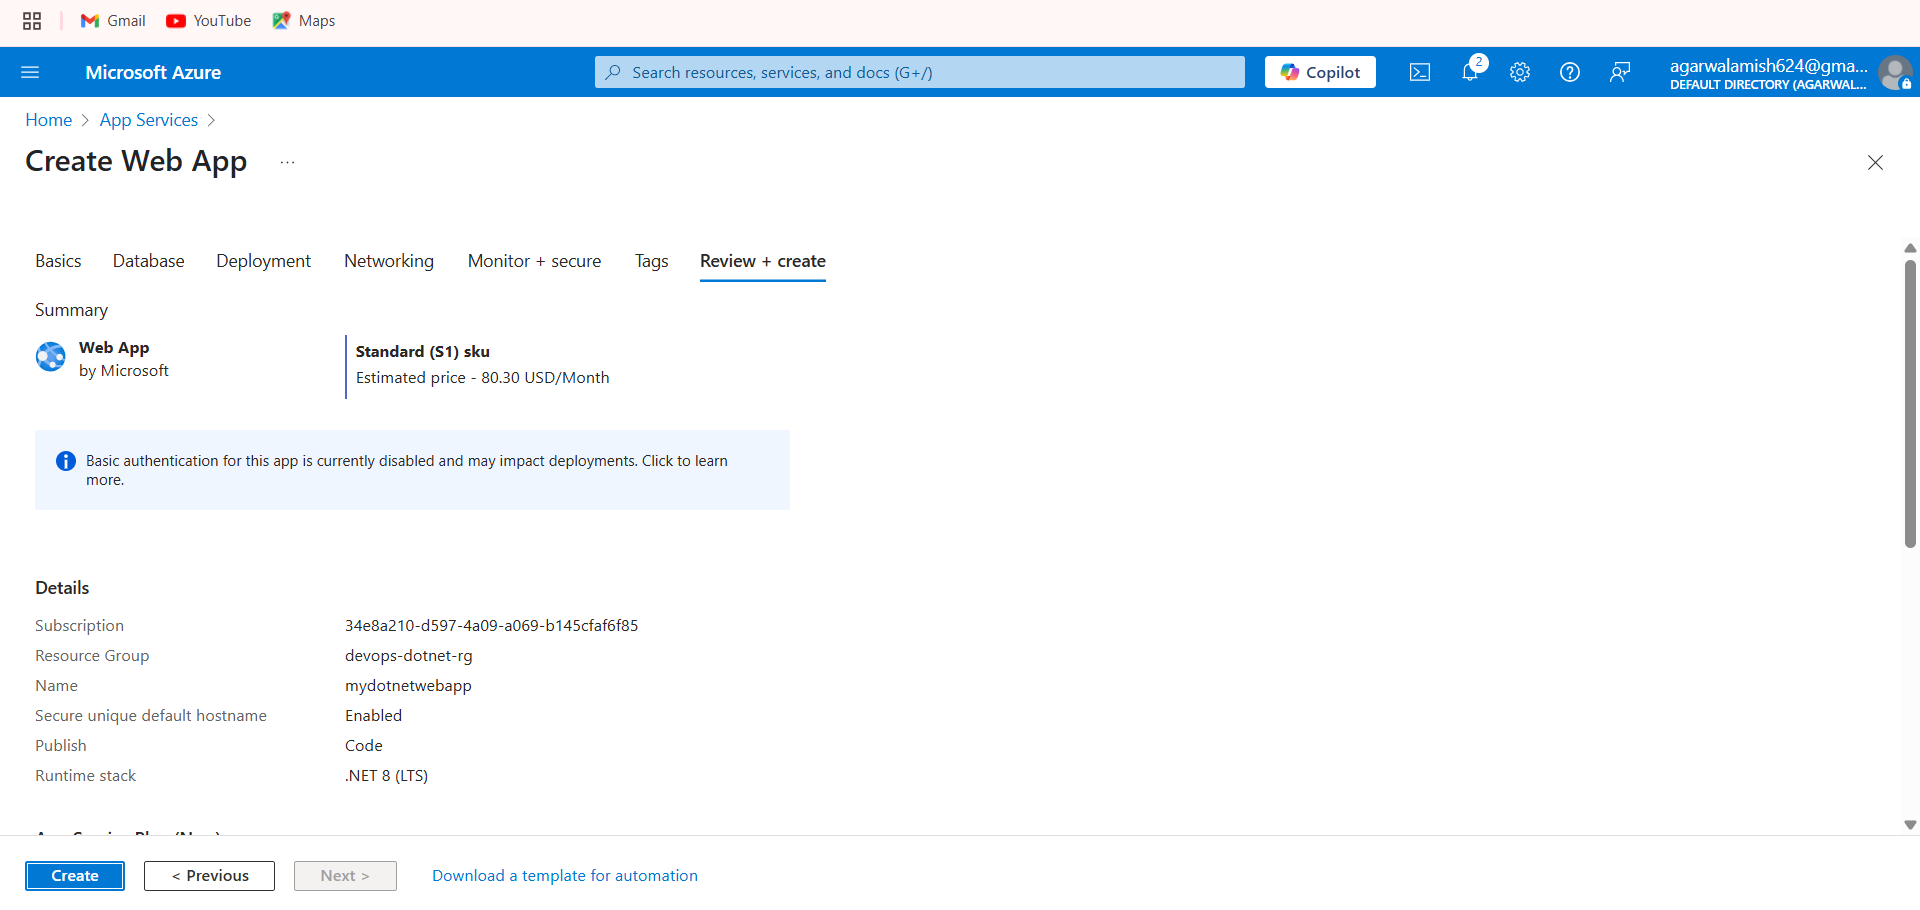 Gmail YouTube Maps
Microsoft Azure Search resources, services, and docs (G+/) Copilot 2 agarwalamish624@gma...
DEFAULT DIRECTORY (AGARWAL...
Home > App Services >
Create Web App ...
Basics Database Deployment Networking Monitor + secure Tags Review + create
Summary
Web App
by Microsoft
Standard (S1) sku
Estimated price - 80.30 USD/Month
Basic authentication for this app is currently disabled and may impact deployments. Click to learn
more.
Details
Subscription 34e8a210-d597-4a09-a069-b145cfaf6f85
Resource Group devops-dotnet-rg
Name mydotnetwebapp
Secure unique default hostname Enabled
Publish Code
Runtime stack .NET 8 (LTS)
Create < Previous Next > Download a template for automation